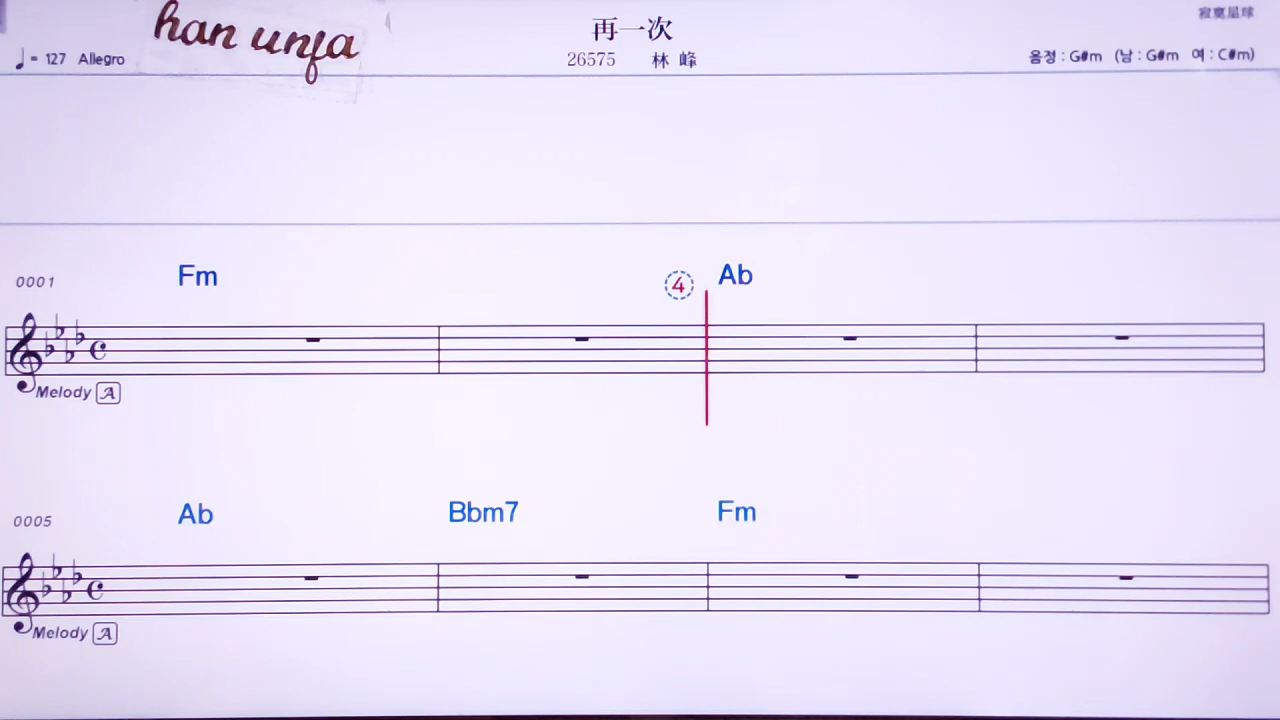 han unfa
再一次
寂寞星球
♩= 127 Allegro
26575 林 峰
음정 : G#m (남 : G#m 여 : C#m)
0001
Fm
4
Ab
Melody A
0005
Ab
Bbm7
Fm
Melody A